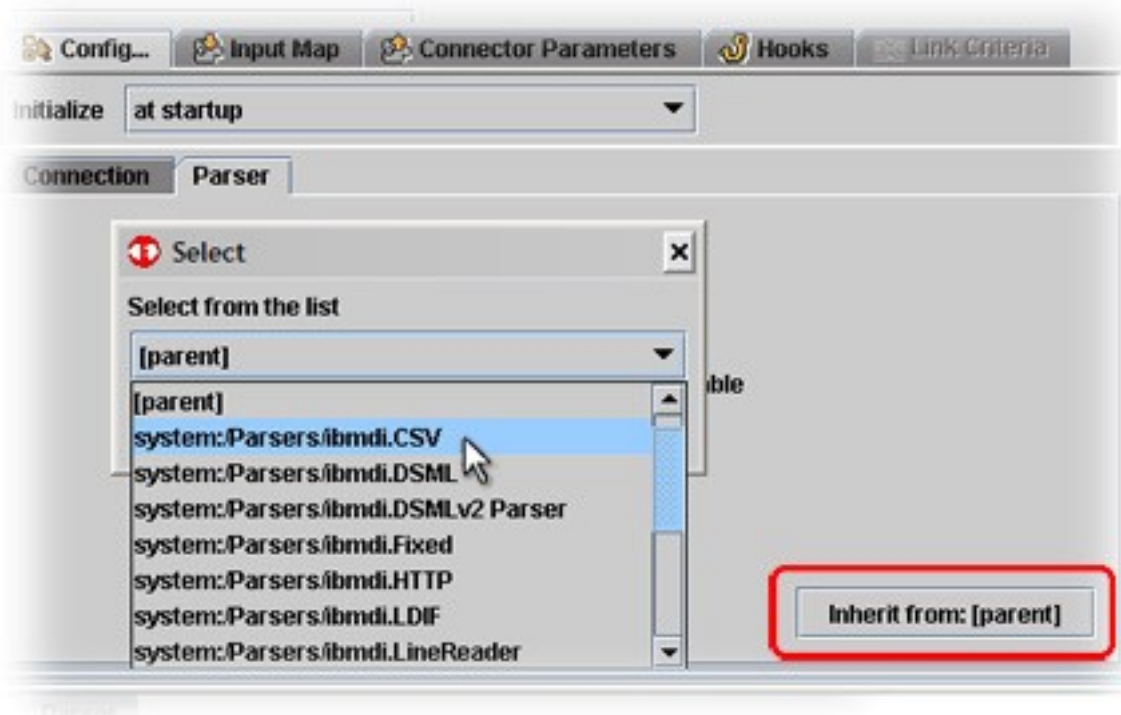 Config... Input Map Connector Parameters Hooks Link Criteria
Initialize at startup
Connection Parser
Select
Select from the list
[parent]
[parent]
system:/Parsers/ibmdi.CSV
system:/Parsers/ibmdi.DSML
system:/Parsers/ibmdi.DSMLv2 Parser
system:/Parsers/ibmdi.Fixed
system:/Parsers/ibmdi.HTTP
system:/Parsers/ibmdi.LDIF
system:/Parsers/ibmdi.LineReader
Inherit from: [parent]